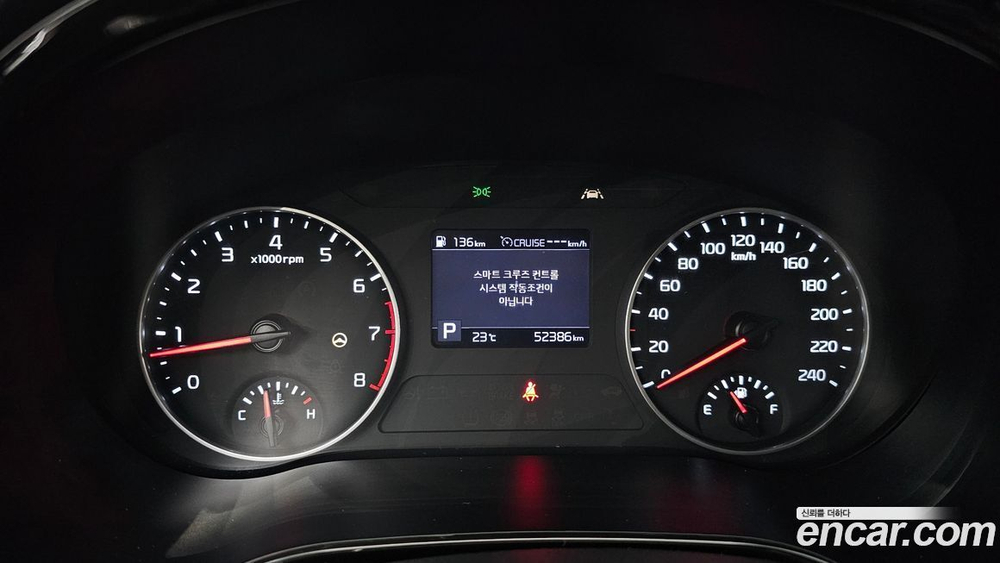 136km
CRUISE ---km/h
스마트 크루즈 컨트롤
시스템 작동조건이
아닙니다
P
23℃
52386km
0
1
2
3
4
5
6
7
8
x1000rpm
C
H
0
20
40
60
80
100
120
140
160
180
200
220
240
km/h
E
F
신뢰를 더하다
encar.com